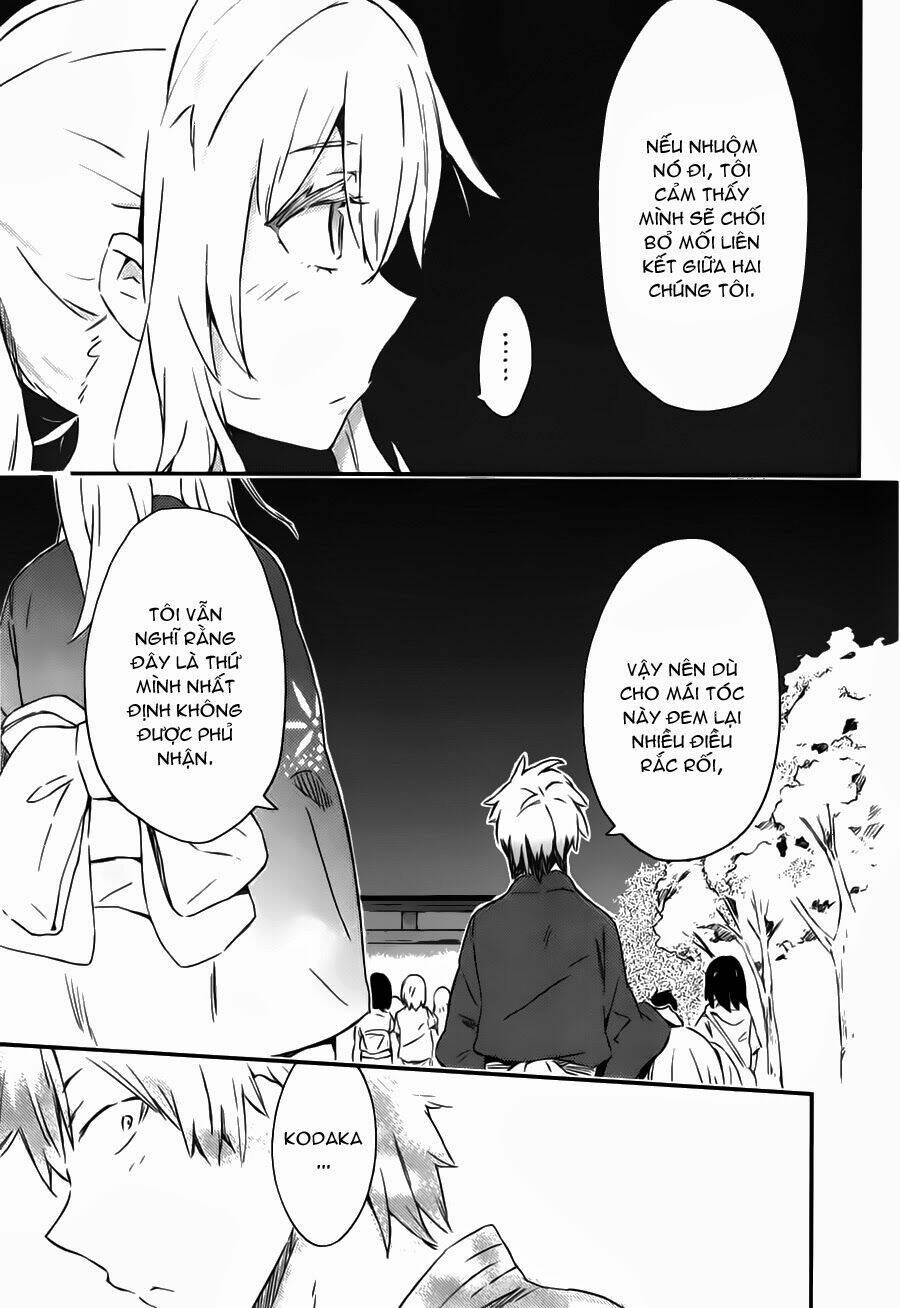 NẾU NHUỘM
NÓ ĐI, TÔI
CẢM THẤY
MÌNH SẼ CHỐI
BỎ MỐI LIÊN
KẾT GIỮA HAI
CHÚNG TÔI.
......
VẬY NÊN DÙ
CHO MÁI TÓC
NÀY ĐEM LẠI
NHIỀU ĐIỀU
RẮC RỐI,
TÔI VẪN
NGHĨ RẰNG
ĐÂY LÀ THỨ
MÌNH NHẤT
ĐỊNH KHÔNG
ĐƯỢC PHỦ
NHẬN.
KODAKA
...